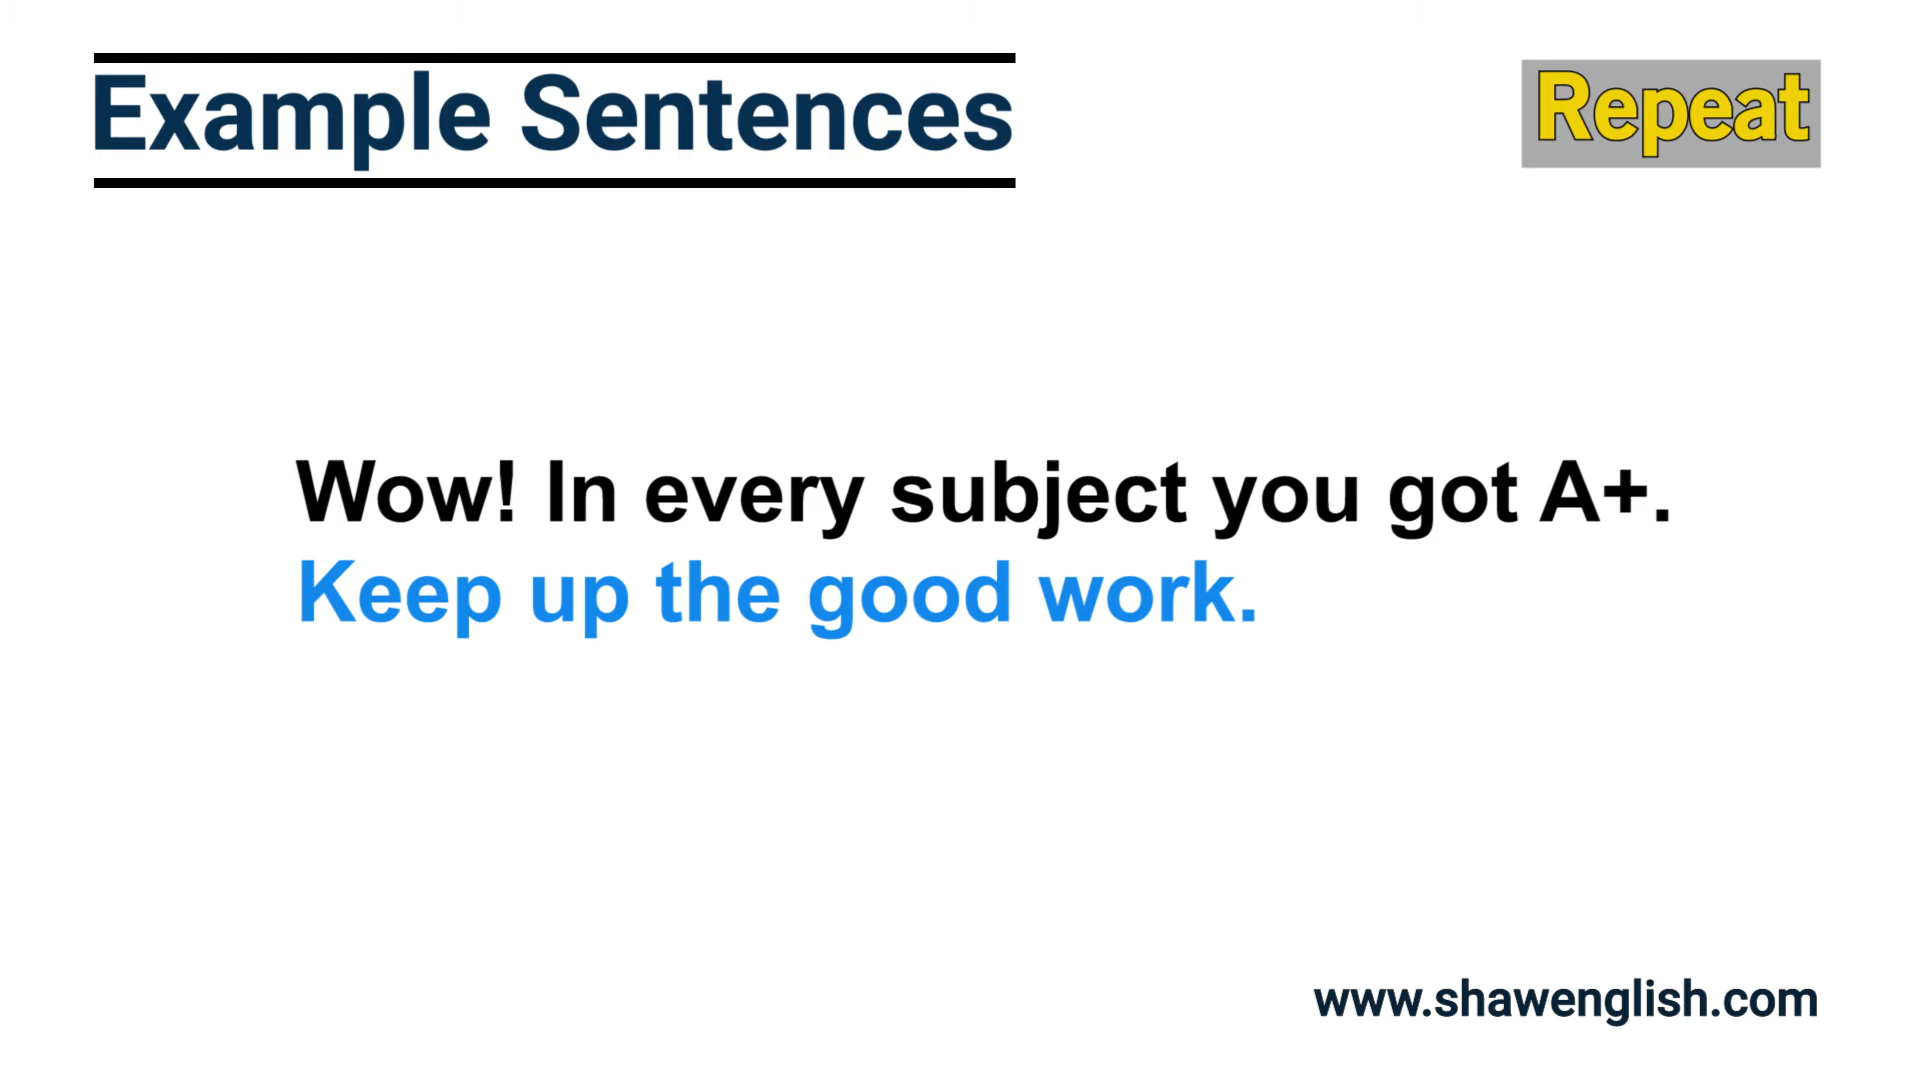 Example Sentences
Repeat
Wow! In every subject you got A+.
Keep up the good work.
www.shawenglish.com